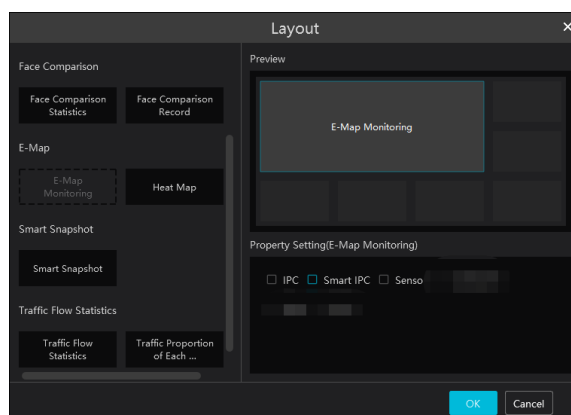 Layout
Face Comparison
Face Comparison
Statistics
Face Comparison
Record
E-Map
E-Map
Monitoring
Heat Map
Smart Snapshot
Smart Snapshot
Traffic Flow Statistics
Traffic Flow
Statistics
Traffic Proportion
of Each ...
Preview
E-Map Monitoring
Property Setting(E-Map Monitoring)
IPC Smart IPC Senso
OK Cancel